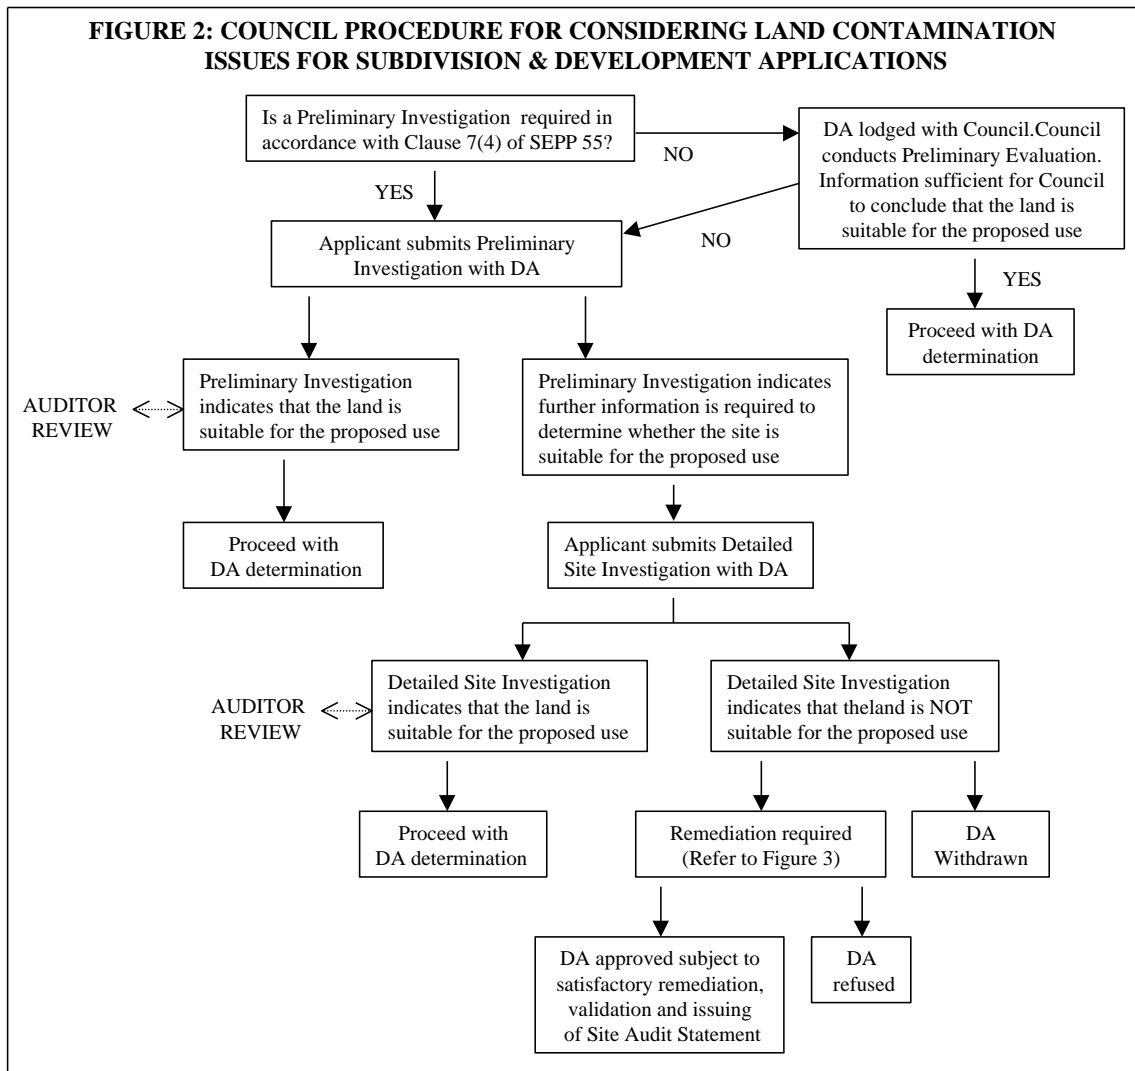 FIGURE 2: COUNCIL PROCEDURE FOR CONSIDERING LAND CONTAMINATION
ISSUES FOR SUBDIVISION & DEVELOPMENT APPLICATIONS
Is a Preliminary Investigation required in
accordance with Clause 7(4) of SEPP 55?
NO
DA lodged with Council.Council
conducts Preliminary Evaluation.
Information sufficient for Council
to conclude that the land is
suitable for the proposed use
YES
NO
Applicant submits Preliminary
Investigation with DA
YES
Proceed with DA
determination
AUDITOR
REVIEW
Preliminary Investigation
indicates that the land is
suitable for the proposed use
Preliminary Investigation indicates
further information is required to
determine whether the site is
suitable for the proposed use
Proceed with
DA determination
Applicant submits Detailed
Site Investigation with DA
AUDITOR
REVIEW
Detailed Site Investigation
indicates that the land is
suitable for the proposed use
Detailed Site Investigation
indicates that theland is NOT
suitable for the proposed use
Proceed with
DA determination
Remediation required
(Refer to Figure 3)
DA
Withdrawn
DA approved subject to
satisfactory remediation,
validation and issuing
of Site Audit Statement
DA
refused